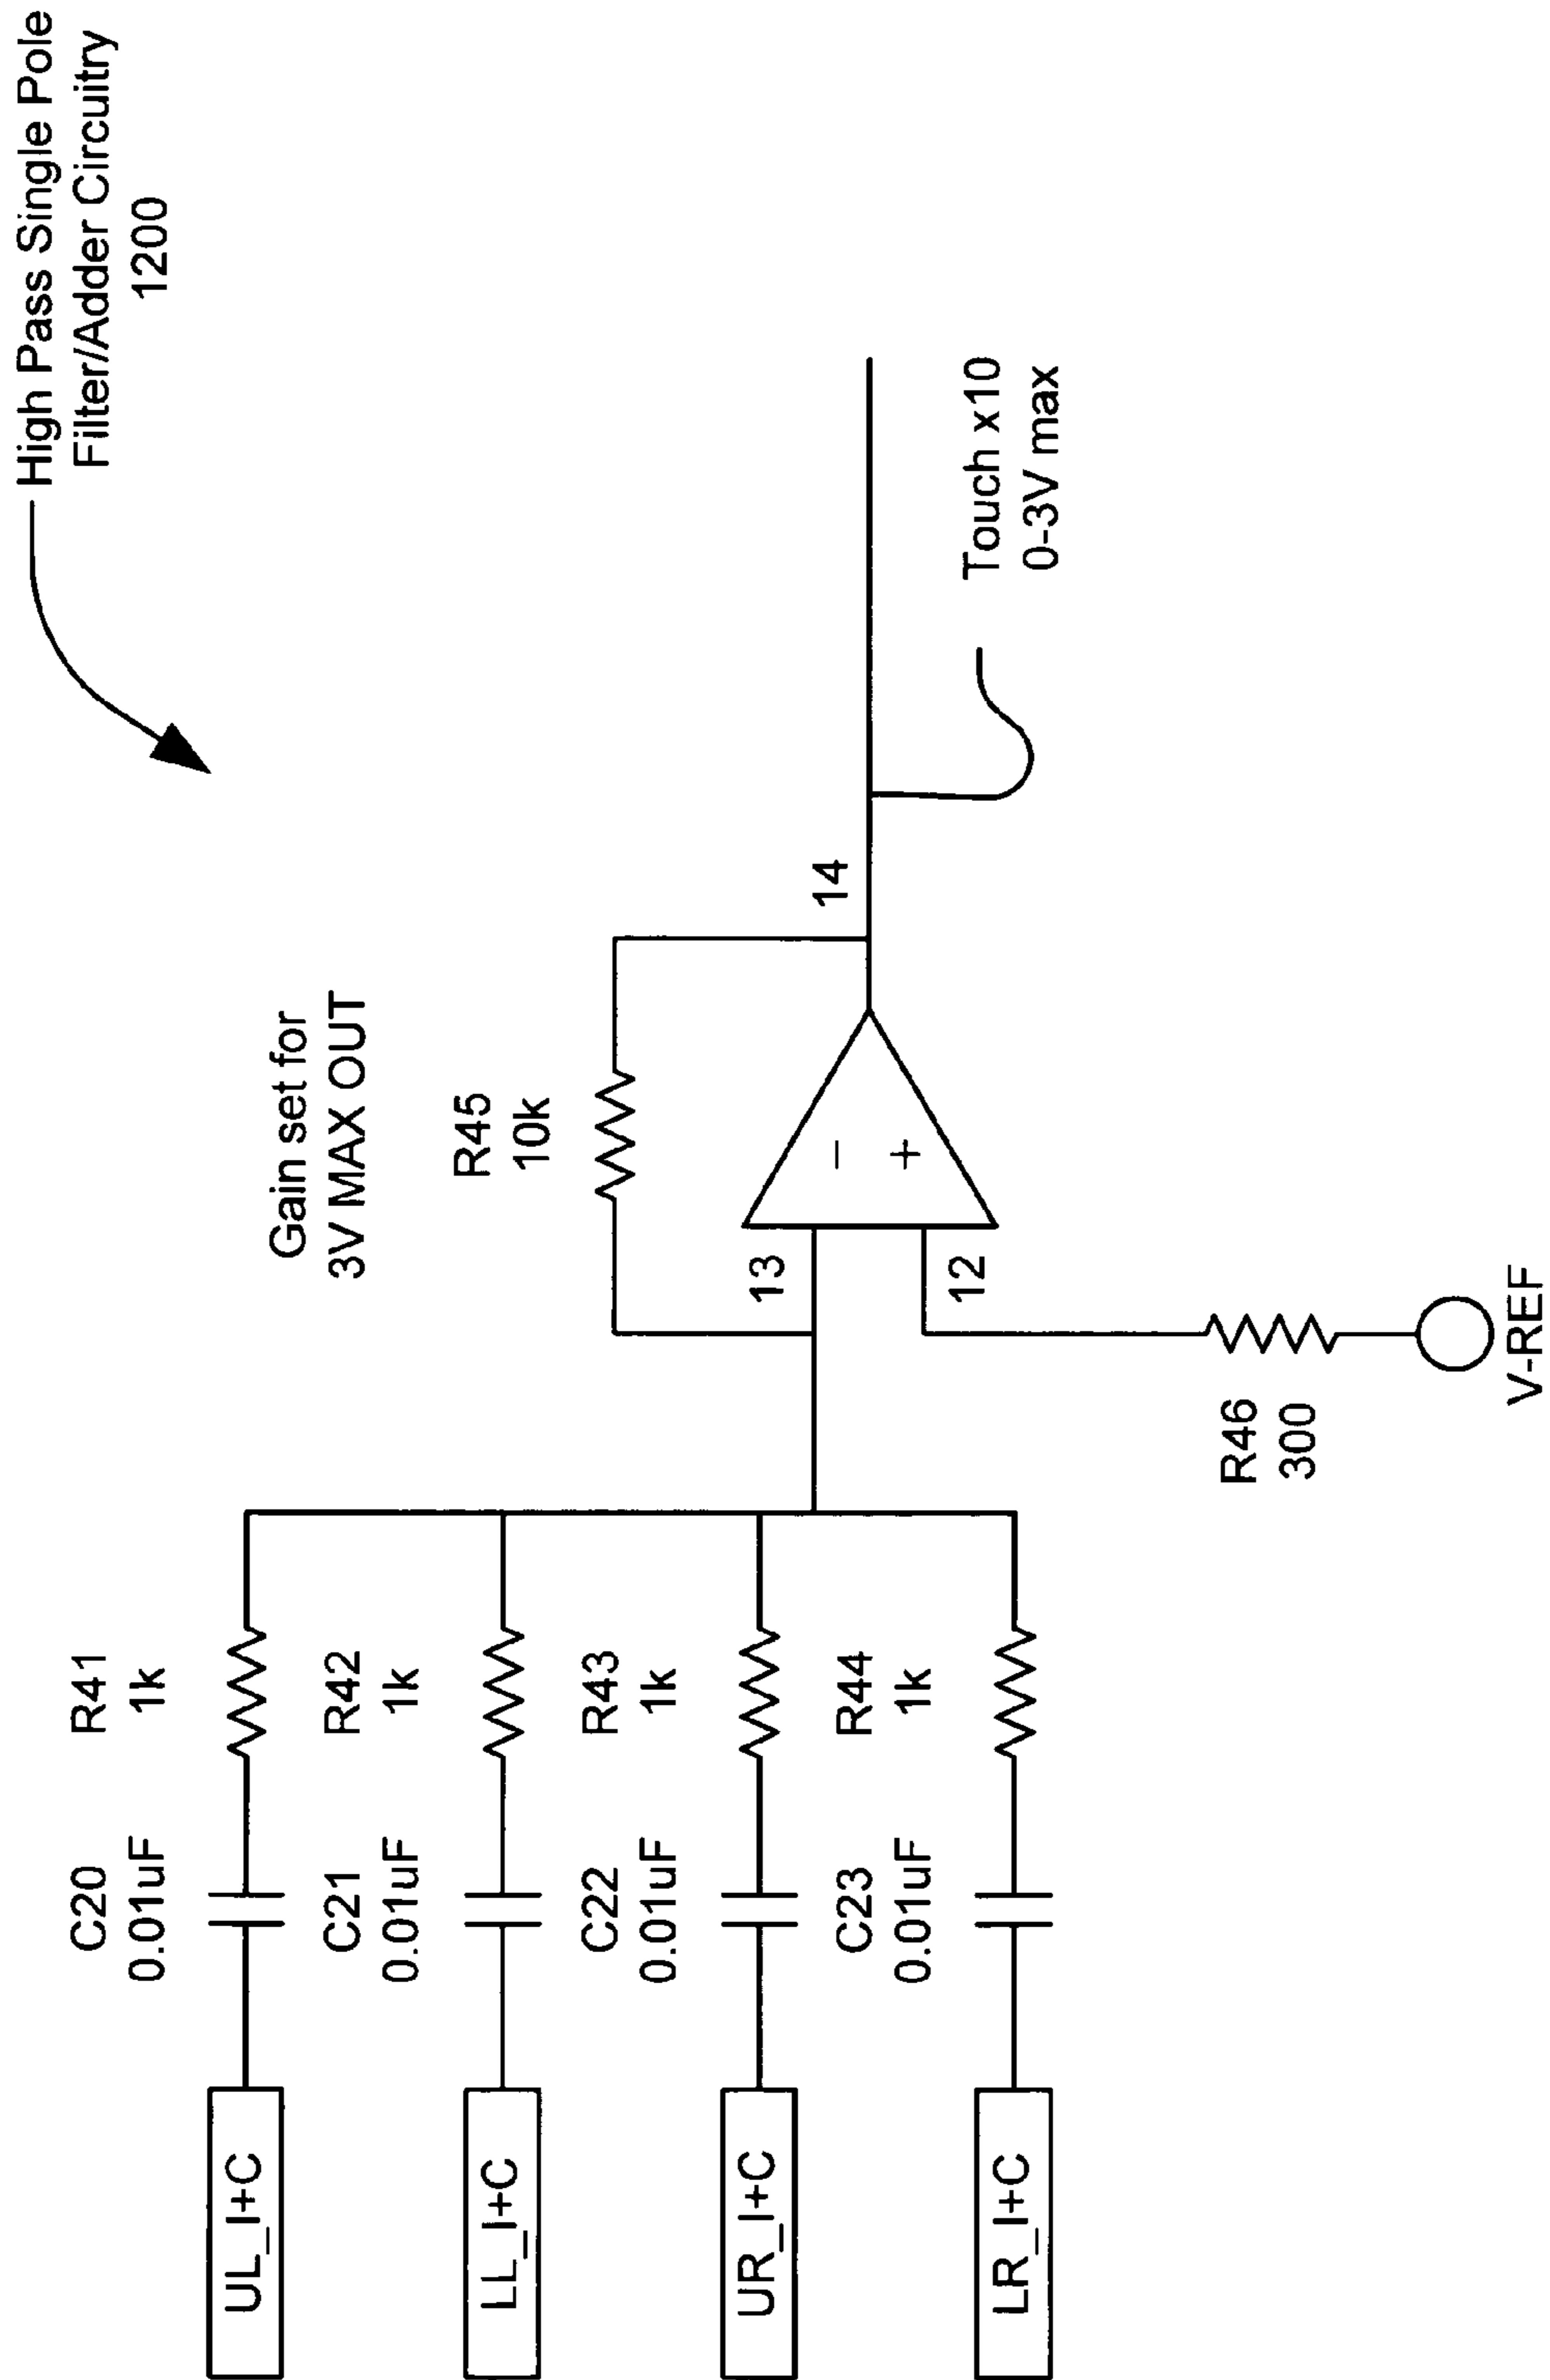 High Pass Single Pole
Filter/Adder Circuitry
1200
Gain set for
3V MAX OUT
R45
10k
C20
0.01uF
R41
1k
UL_I+C
C21
0.01uF
R42
1k
LL_I+C
C22
0.01uF
R43
1k
UR_I+C
C23
0.01uF
R44
1k
LR_I+C
13
12
−
+
14
Touch x10
0-3V max
R46
300
V-REF